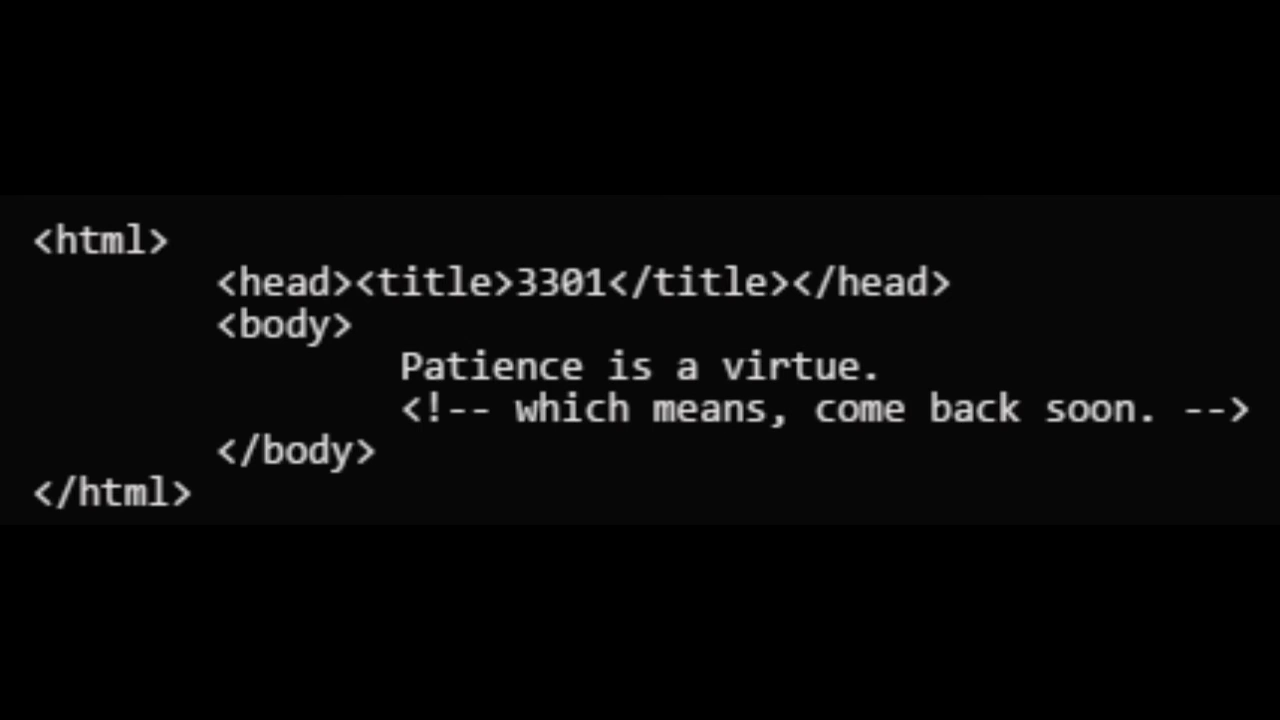 <html>
<head><title>3301</title></head>
<body>
Patience is a virtue.
<!-- which means, come back soon. -->
</body>
</html>